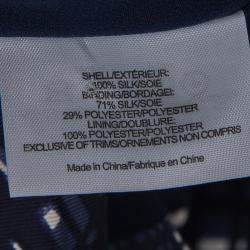 SHELL/EXTÉRIEUR:
100% SILK/SOIE
BINDING/BORDAGE:
71% SILK/SOIE
29% POLYESTER/POLYESTER
LINING/DOUBLURE:
100% POLYESTER/POLYESTER
EXCLUSIVE OF TRIMS/ORNEMENTS NON COMPRIS
Made in China/Fabrique en Chine